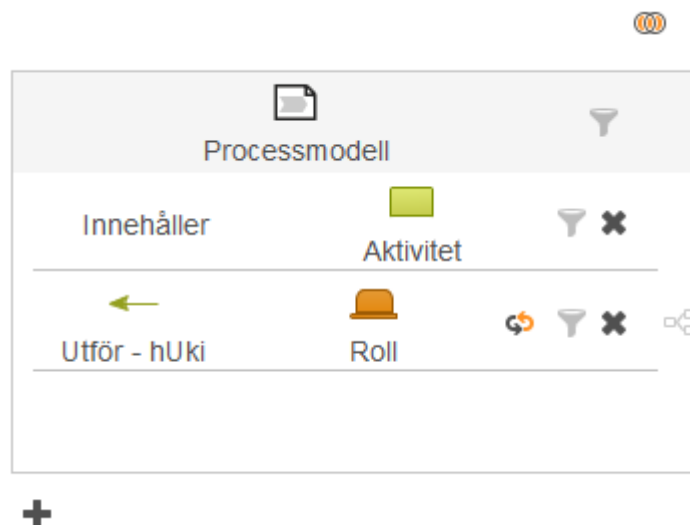 Processmodell
Innehåller
Aktivitet
Utför - hUki
Roll